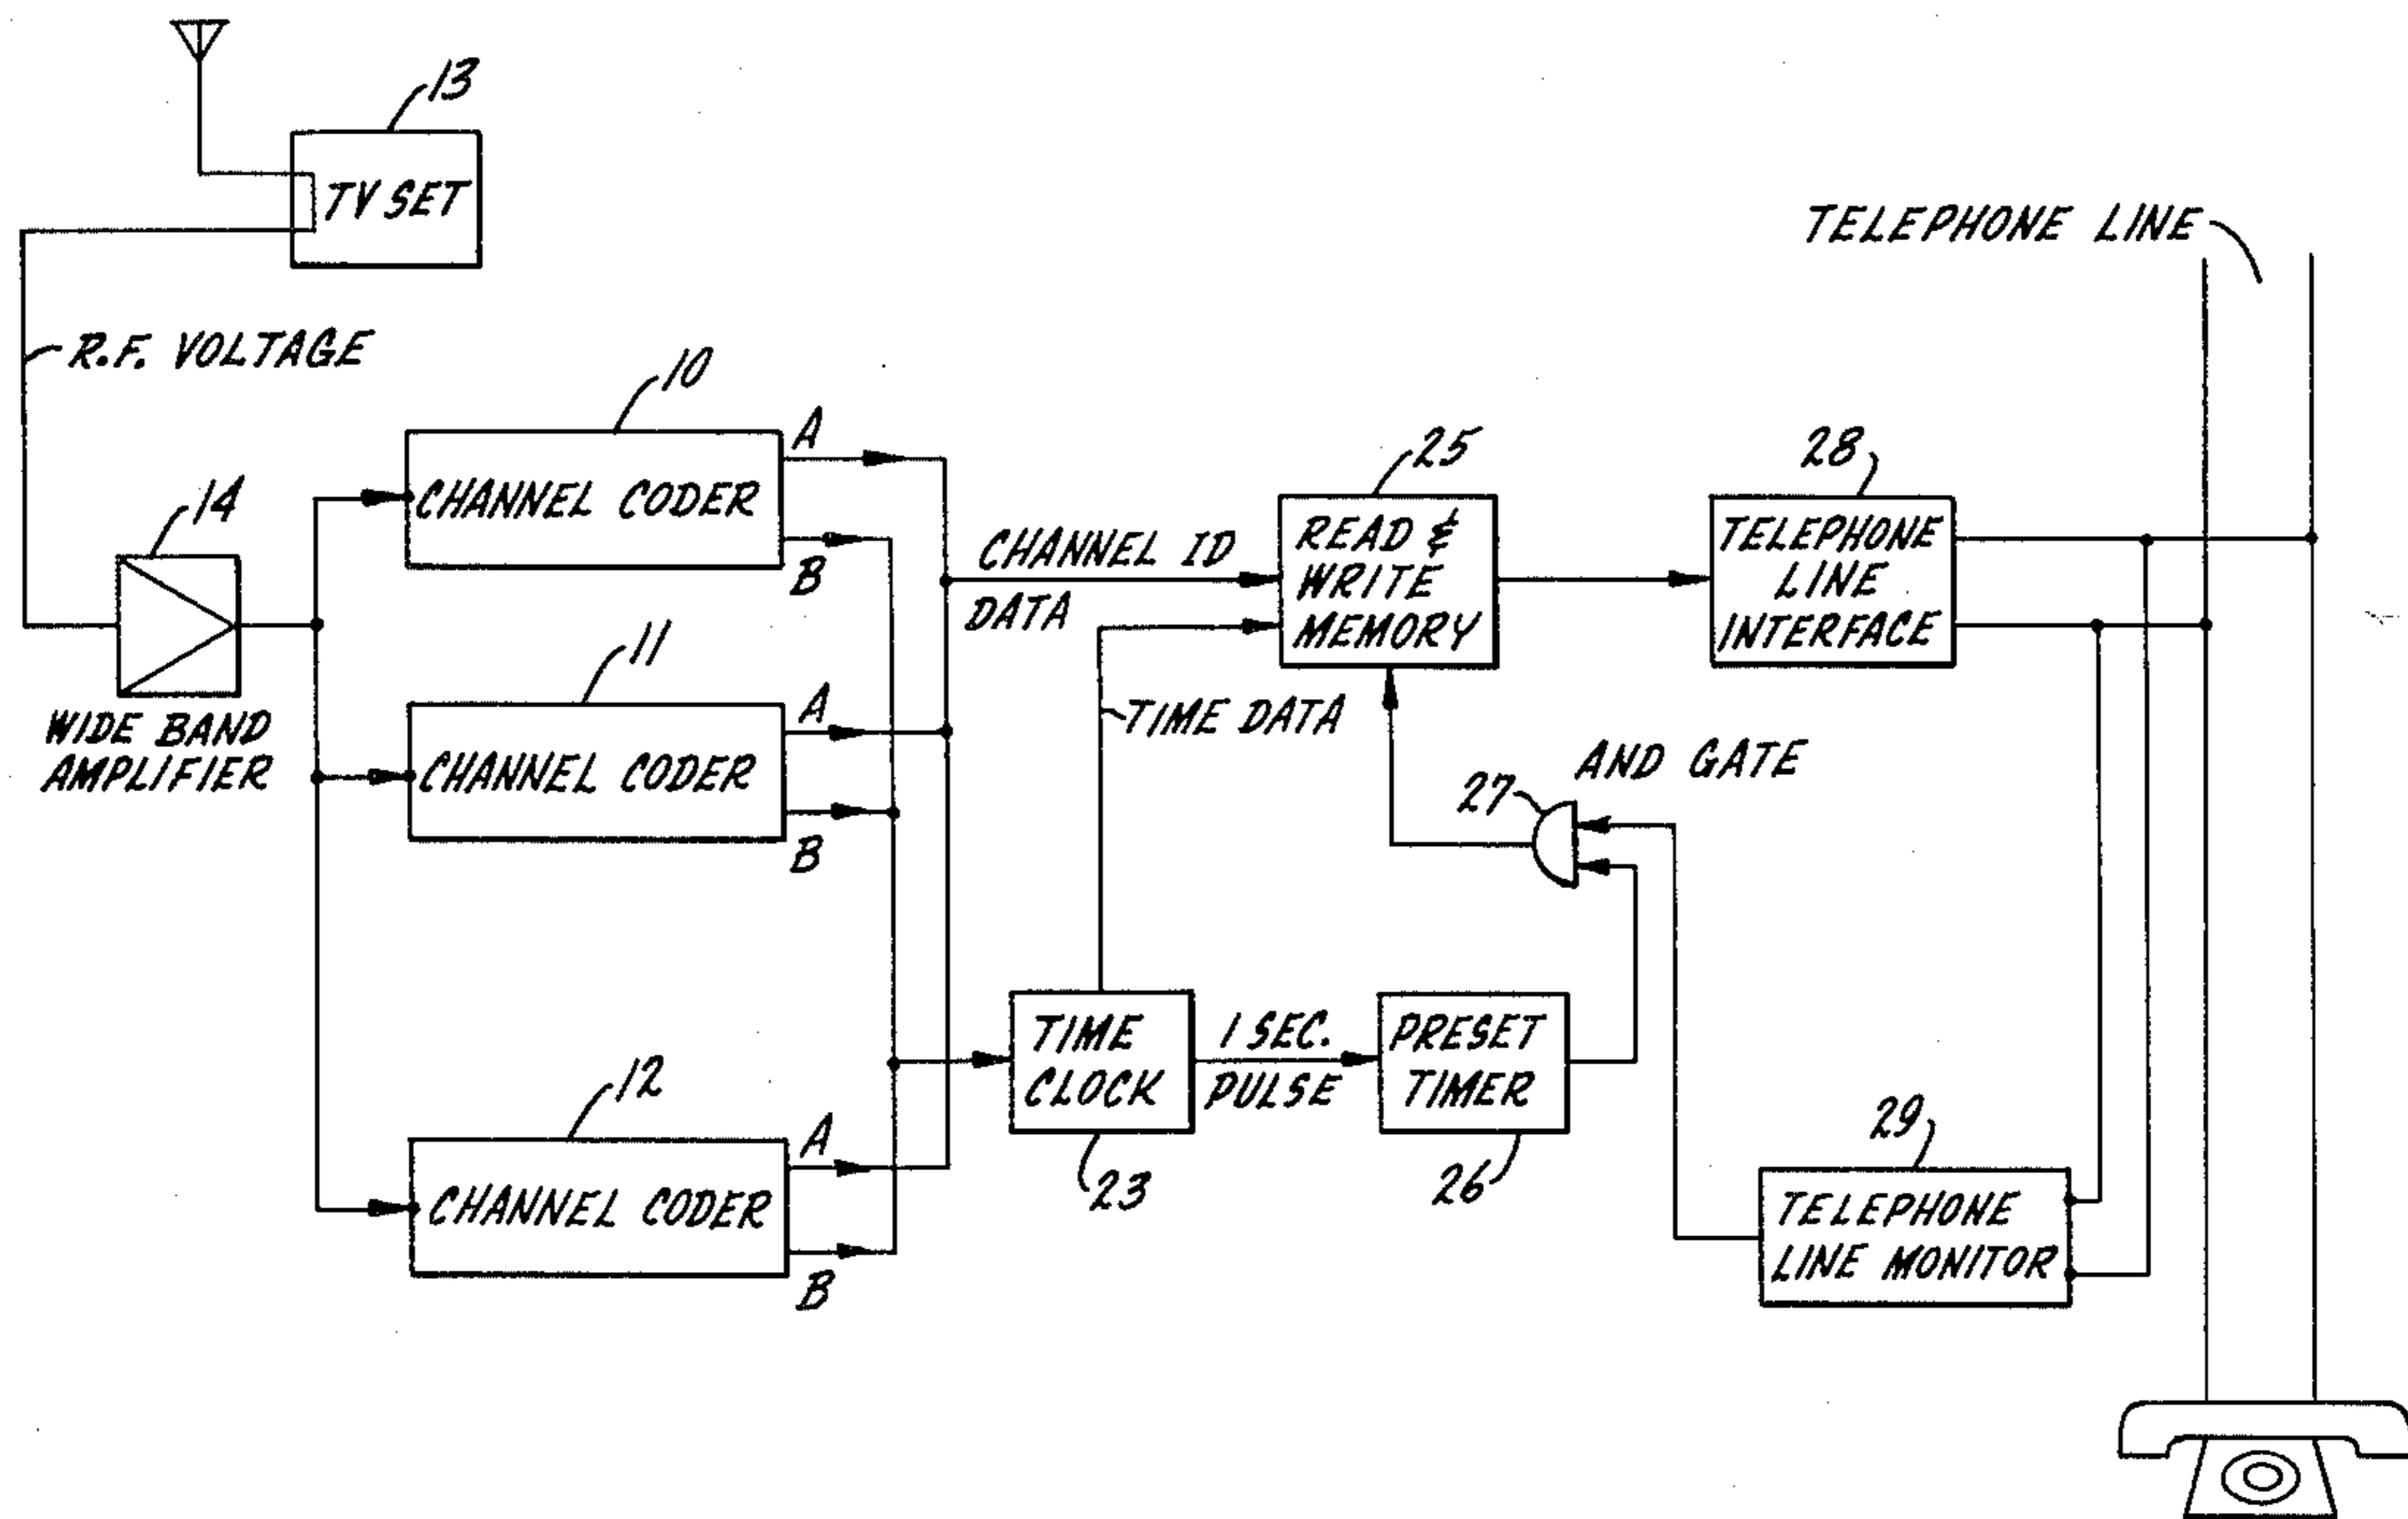 13
TV SET
TELEPHONE LINE
R.F. VOLTAGE
10
A
CHANNEL CODER
B
14
WIDE BAND
AMPLIFIER
11
A
CHANNEL CODER
B
12
A
CHANNEL CODER
B
CHANNEL ID
DATA
25
READ &
WRITE
MEMORY
28
TELEPHONE
LINE
INTERFACE
TIME DATA
AND GATE
27
TIME
CLOCK
23
1 SEC.
PULSE
PRESET
TIMER
26
29
TELEPHONE
LINE MONITOR